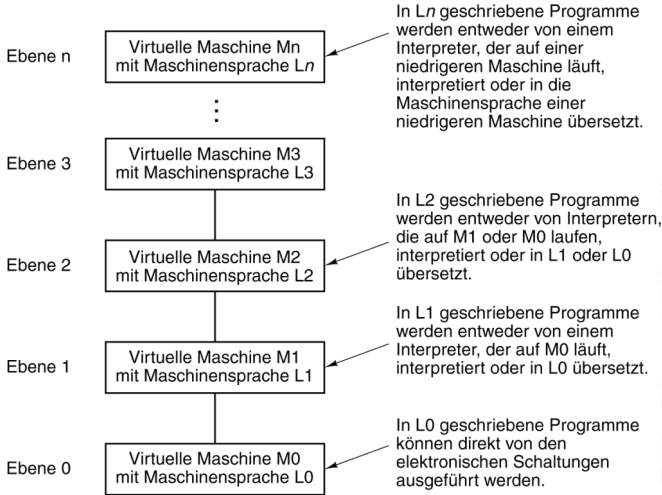 Ebene n
Virtuelle Maschine Mn
mit Maschinensprache Ln
In Ln geschriebene Programme
werden entweder von einem
Interpreter, der auf einer
niedrigeren Maschine läuft,
interpretiert oder in die
Maschinensprache einer
niedrigeren Maschine übersetzt.
Ebene 3
Virtuelle Maschine M3
mit Maschinensprache L3
Ebene 2
Virtuelle Maschine M2
mit Maschinensprache L2
In L2 geschriebene Programme
werden entweder von Interpretern,
die auf M1 oder M0 laufen,
interpretiert oder in L1 oder L0
übersetzt.
Ebene 1
Virtuelle Maschine M1
mit Maschinensprache L1
In L1 geschriebene Programme
werden entweder von einem
Interpreter, der auf M0 läuft,
interpretiert oder in L0 übersetzt.
Ebene 0
Virtuelle Maschine M0
mit Maschinensprache L0
In L0 geschriebene Programme
können direkt von den
elektronischen Schaltungen
ausgeführt werden.